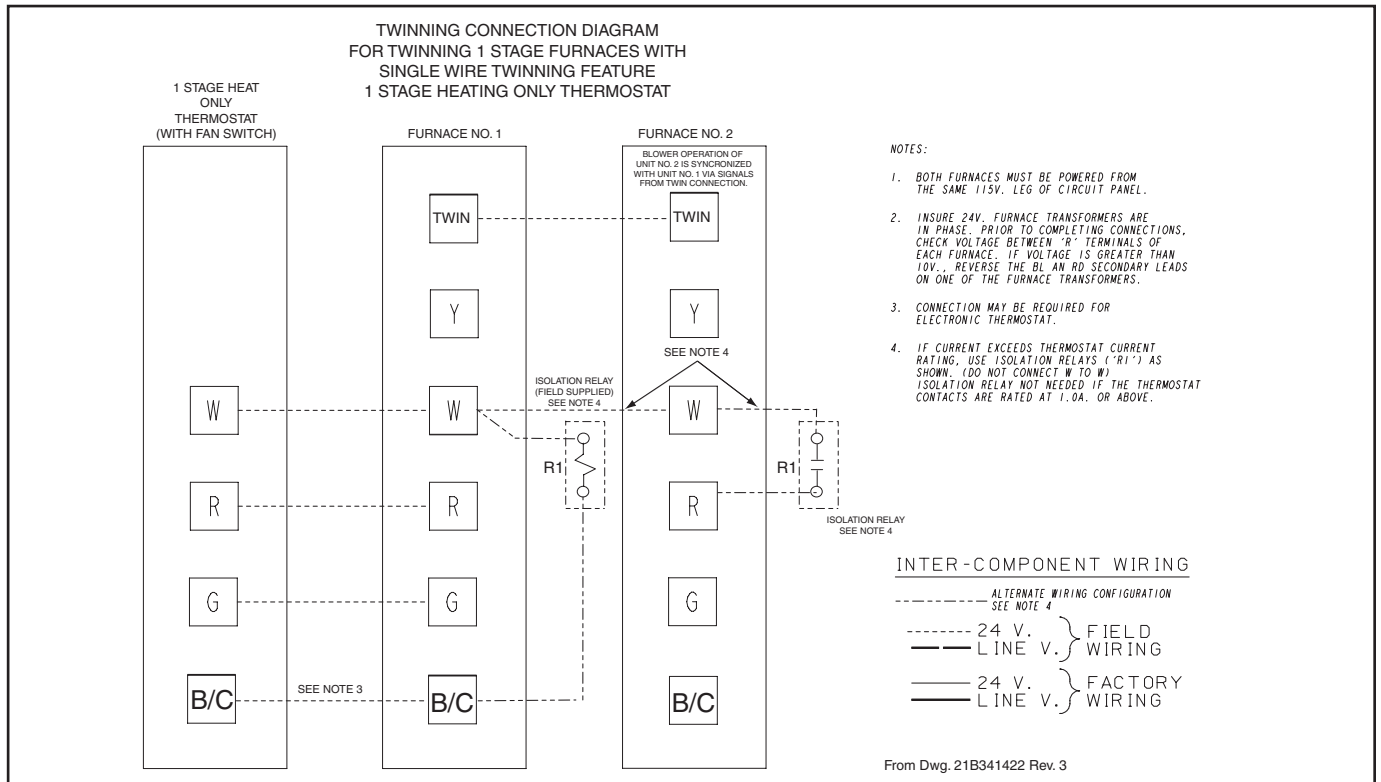 TWINNING CONNECTION DIAGRAM
FOR TWINNING 1 STAGE FURNACES WITH
SINGLE WIRE TWINNING FEATURE
1 STAGE HEATING ONLY THERMOSTAT
1 STAGE HEAT
ONLY
THERMOSTAT
(WITH FAN SWITCH)
W
R
G
B/C
FURNACE NO. 1
TWIN
Y
W
R
G
B/C
SEE NOTE 3
ISOLATION RELAY
(FIELD SUPPLIED)
SEE NOTE 4
R1
FURNACE NO. 2
BLOWER OPERATION OF
UNIT NO. 2 IS SYNCRONIZED
WITH UNIT NO. 1 VIA SIGNALS
FROM TWIN CONNECTION.
TWIN
Y
SEE NOTE 4
W
R
G
B/C
R1
ISOLATION RELAY
SEE NOTE 4
NOTES:
1. BOTH FURNACES MUST BE POWERED FROM
THE SAME 115V. LEG OF CIRCUIT PANEL.
2. INSURE 24V. FURNACE TRANSFORMERS ARE
IN PHASE. PRIOR TO COMPLETING CONNECTIONS,
CHECK VOLTAGE BETWEEN 'R' TERMINALS OF
EACH FURNACE. IF VOLTAGE IS GREATER THAN
10V., REVERSE THE BL AN RD SECONDARY LEADS
ON ONE OF THE FURNACE TRANSFORMERS.
3. CONNECTION MAY BE REQUIRED FOR
ELECTRONIC THERMOSTAT.
4. IF CURRENT EXCEEDS THERMOSTAT CURRENT
RATING, USE ISOLATION RELAYS ('R1') AS
SHOWN. (DO NOT CONNECT W TO W)
ISOLATION RELAY NOT NEEDED IF THE THERMOSTAT
CONTACTS ARE RATED AT 1.0A. OR ABOVE.
INTER-COMPONENT WIRING
ALTERNATE WIRING CONFIGURATION
SEE NOTE 4
24 V. FIELD
LINE V. WIRING
24 V. FACTORY
LINE V. WIRING
From Dwg. 21B341422 Rev. 3